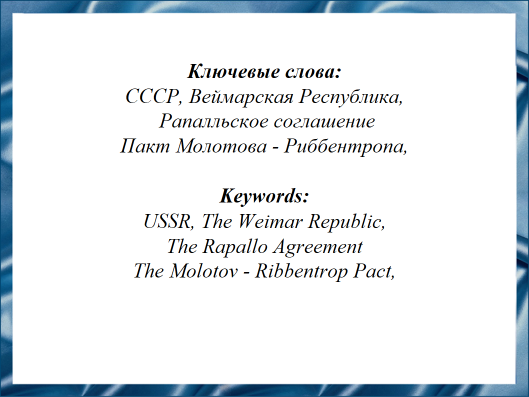 Ключевые слова:
СССР, Веймарская Республика,
Рапалльское соглашение
Пакт Молотова - Риббентропа,
Keywords:
USSR, The Weimar Republic,
The Rapallo Agreement
The Molotov - Ribbentrop Pact,